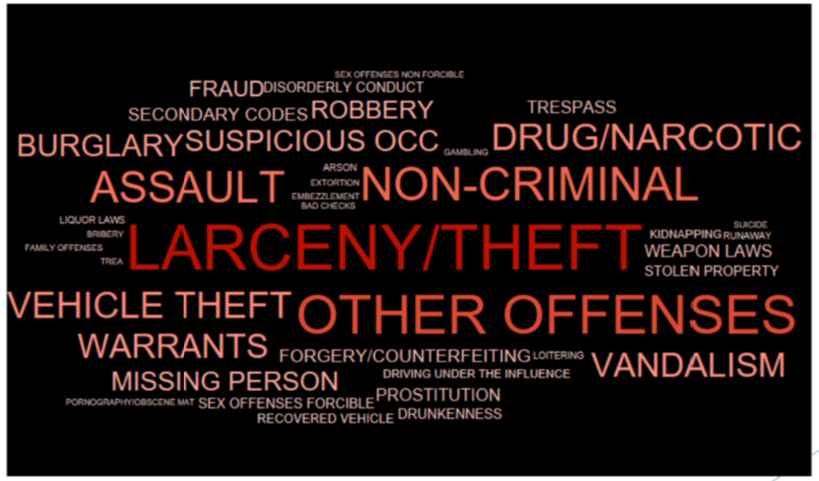 SEX OFFENSES NON FORCIBLE
FRAUD DISORDERLY CONDUCT
SECONDARY CODES ROBBERY TRESPASS
BURGLARY SUSPICIOUS OCC GAMBLING DRUG/NARCOTIC
ARSON
ASSAULT EXTORTION NON-CRIMINAL
EMBEZZLEMENT
BAD CHECKS
LIQUOR LAWS
BRIBERY
FAMILY OFFENSES
TREA
LARCENY/THEFT
SUICIDE
KIDNAPPING RUNAWAY
WEAPON LAWS
STOLEN PROPERTY
VEHICLE THEFT OTHER OFFENSES
WARRANTS FORGERY/COUNTERFEITING LOITERING VANDALISM
DRIVING UNDER THE INFLUENCE
MISSING PERSON
PORNOGRAPHY/OBSCENE MAT SEX OFFENSES FORCIBLE PROSTITUTION
RECOVERED VEHICLE DRUNKENNESS